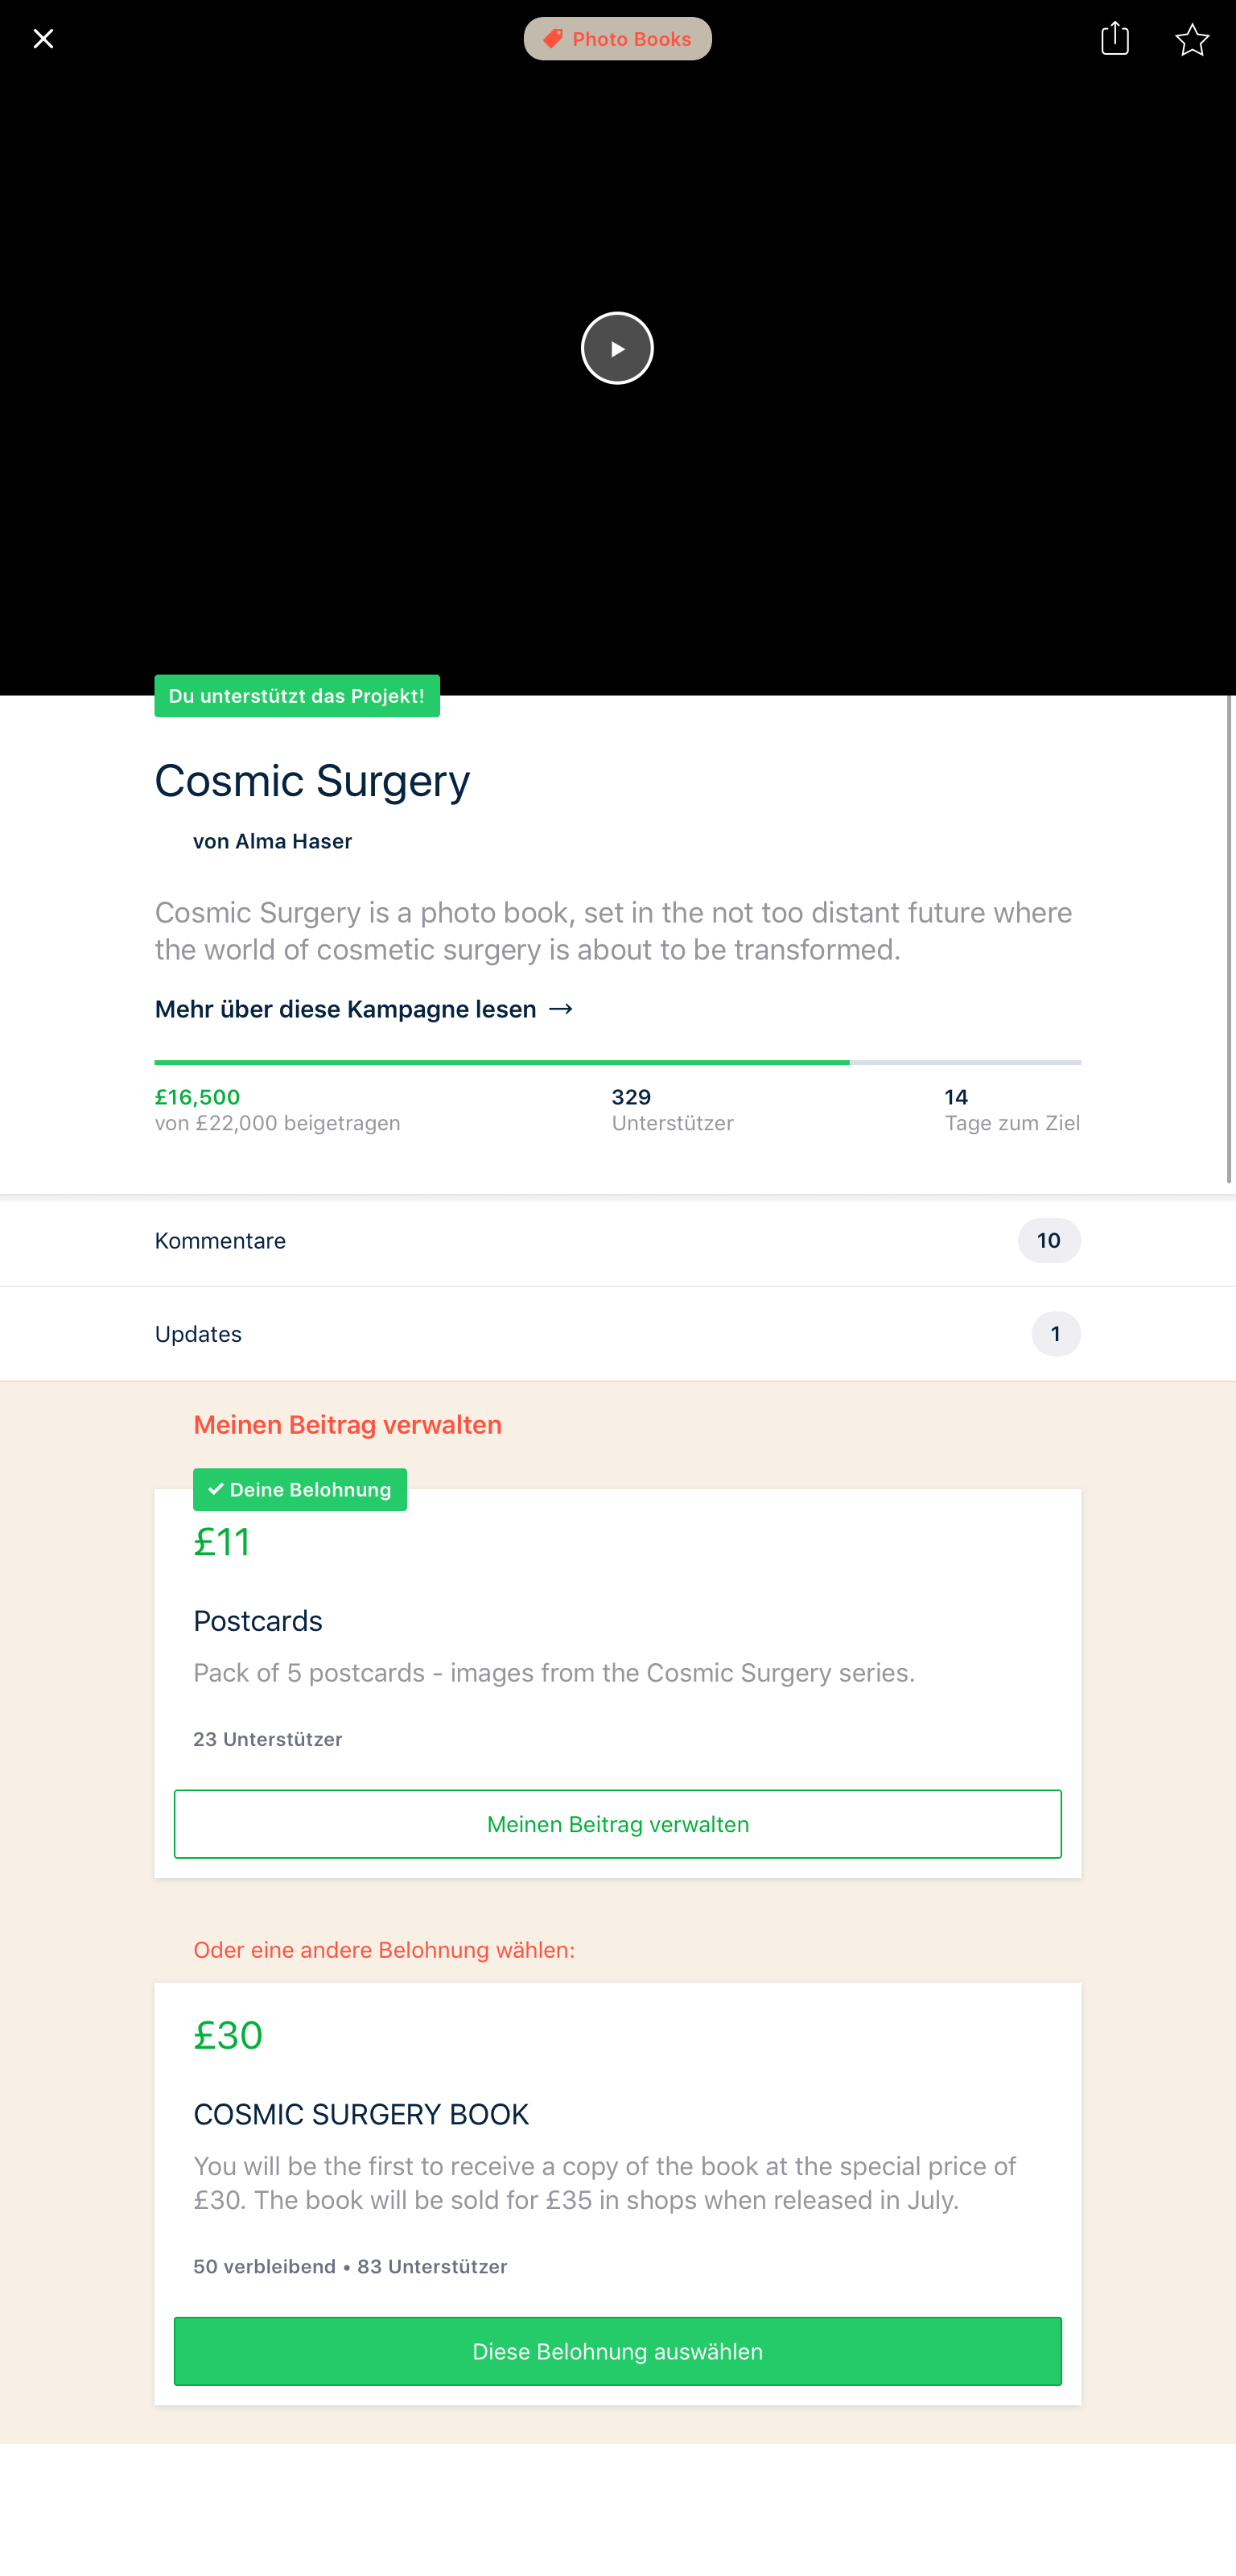 Photo Books
Du unterstützt das Projekt!
Cosmic Surgery
von Alma Haser
Cosmic Surgery is a photo book, set in the not too distant future where
the world of cosmetic surgery is about to be transformed.
Mehr über diese Kampagne lesen →
£16,500
von £22,000 beigetragen
329
Unterstützer
14
Tage zum Ziel
Kommentare
10
Updates
1
Meinen Beitrag verwalten
✓ Deine Belohnung
£11
Postcards
Pack of 5 postcards - images from the Cosmic Surgery series.
23 Unterstützer
Meinen Beitrag verwalten
Oder eine andere Belohnung wählen:
£30
COSMIC SURGERY BOOK
You will be the first to receive a copy of the book at the special price of
£30. The book will be sold for £35 in shops when released in July.
50 verbleibend • 83 Unterstützer
Diese Belohnung auswählen